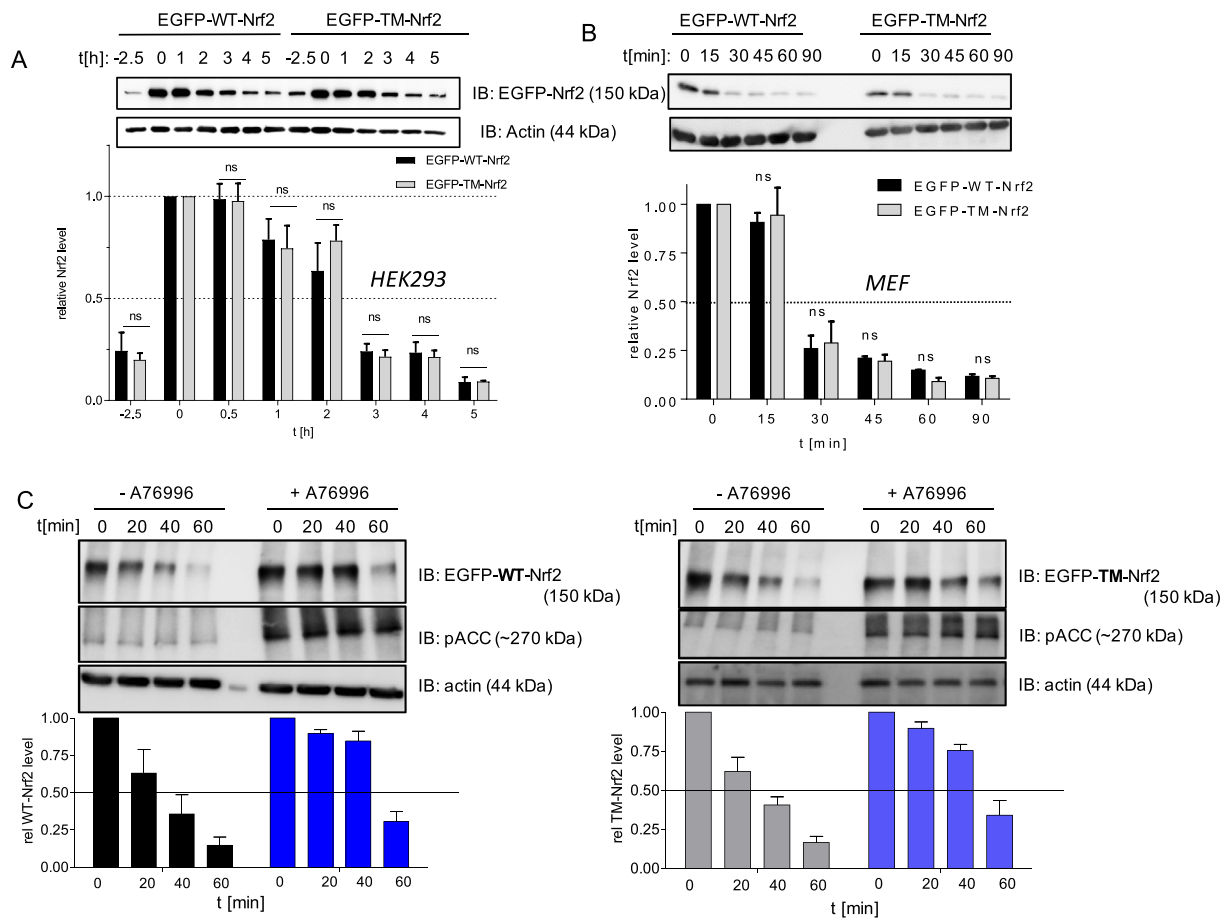 A
EGFP-WT-Nrf2 EGFP-TM-Nrf2
t[h]: -2.5 0 1 2 3 4 5 -2.5 0 1 2 3 4 5
IB: EGFP-Nrf2 (150 kDa)
IB: Actin (44 kDa)
EGFP-WT-Nrf2
EGFP-TM-Nrf2
relative Nrf2 level
1.0
0.5
0.0
ns
ns
ns
ns
ns
ns
HEK293
-2.5 0 0.5 1 2 3 4 5
t [h]
B
EGFP-WT-Nrf2 EGFP-TM-Nrf2
t[min]: 0 15 30 45 60 90 0 15 30 45 60 90
EGFP-WT-Nrf2
EGFP-TM-Nrf2
relative Nrf2 level
1.00
0.75
0.50
0.25
0.00
ns
ns
ns
ns
ns
MEF
0 15 30 45 60 90
t [min]
C
- A76996 + A76996
t[min] 0 20 40 60 0 20 40 60
IB: EGFP-WT-Nrf2
(150 kDa)
IB: pACC (~270 kDa)
IB: actin (44 kDa)
rel WT-Nrf2 level
1.00
0.75
0.50
0.25
0.00
0 20 40 60 0 20 40 60
t [min]
- A76996 + A76996
t[min] 0 20 40 60 0 20 40 60
IB: EGFP-TM-Nrf2
(150 kDa)
IB: pACC (~270 kDa)
IB: actin (44 kDa)
rel TM-Nrf2 level
1.00
0.75
0.50
0.25
0.00
0 20 40 60 0 20 40 60
t [min]